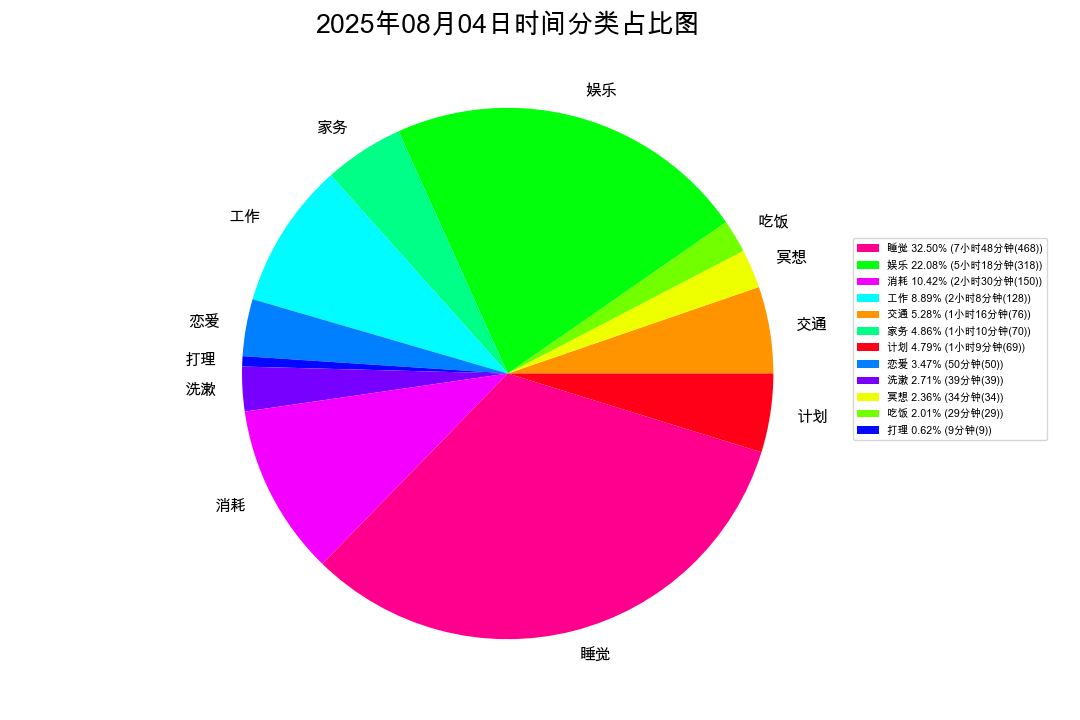 2025年08月04日时间分类占比图
娱乐
家务
工作
吃饭
冥想
交通
恋爱
打理
洗漱
计划
消耗
睡觉
睡觉 32.50% (7小时48分钟(468))
娱乐 22.08% (5小时18分钟(318))
消耗 10.42% (2小时30分钟(150))
工作 8.89% (2小时8分钟(128))
交通 5.28% (1小时16分钟(76))
家务 4.86% (1小时10分钟(70))
计划 4.79% (1小时9分钟(69))
恋爱 3.47% (50分钟(50))
洗漱 2.71% (39分钟(39))
冥想 2.36% (34分钟(34))
吃饭 2.01% (29分钟(29))
打理 0.62% (9分钟(9))